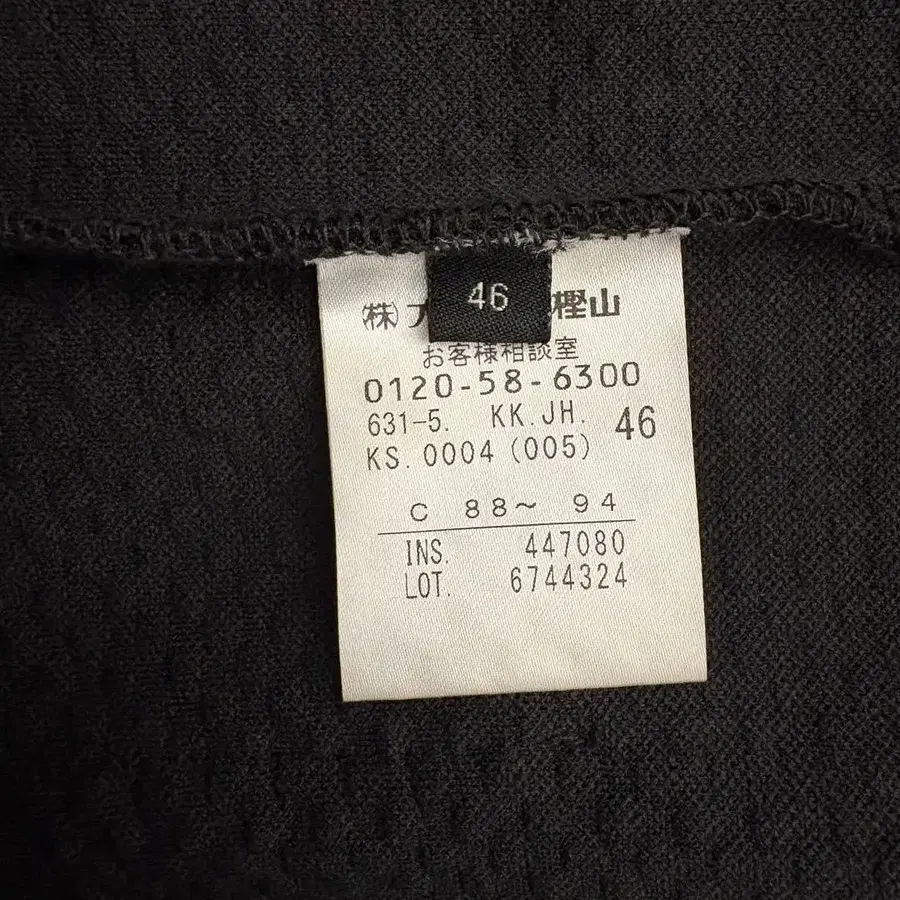 46
(株) 樫山
お客様相談室
0120-58-6300
631-5. KK.JH. 46
KS.0004 (005)
C 88〜 94
INS. 447080
LOT. 6744324